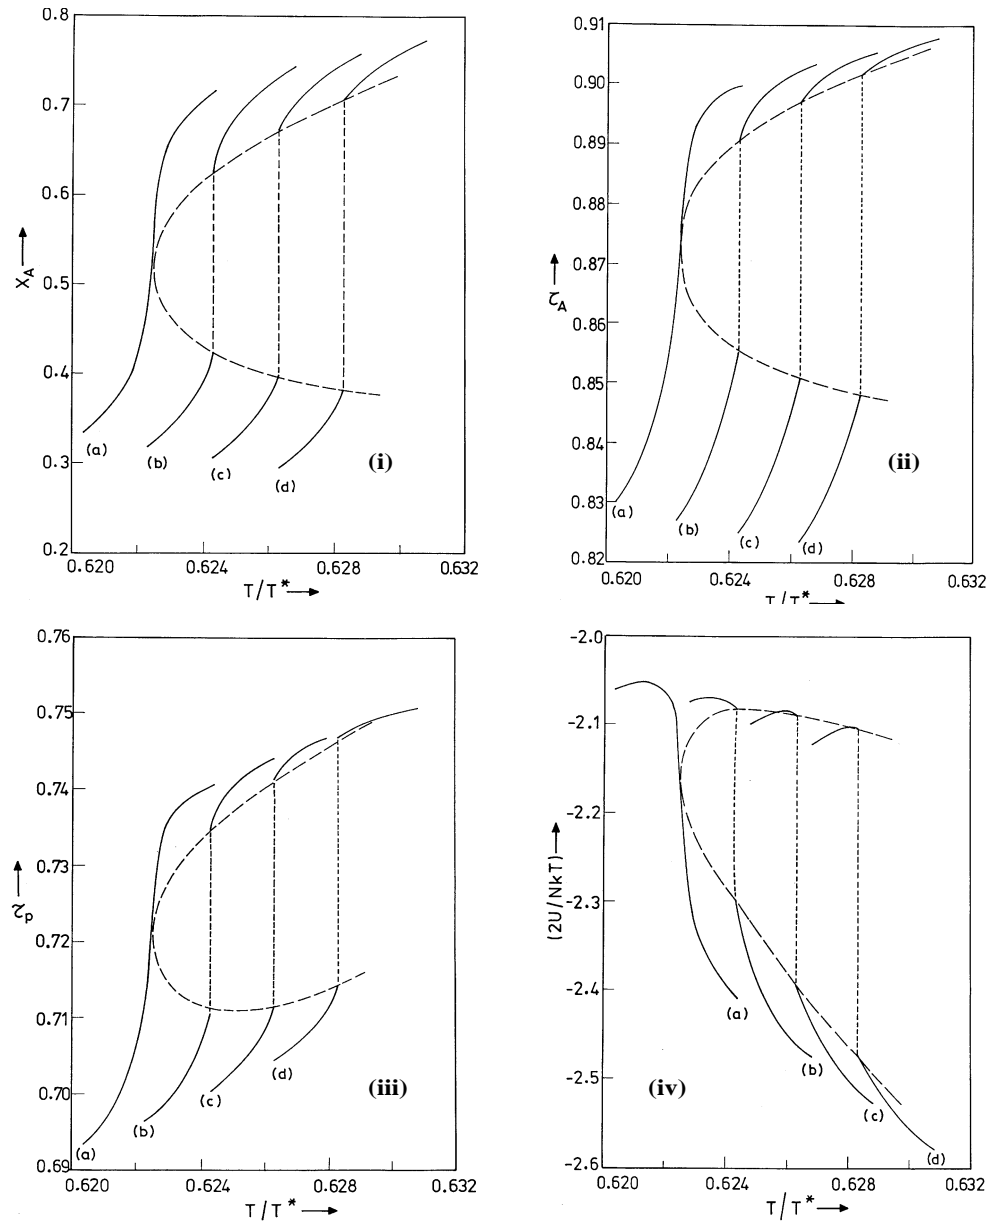 0.8
0.7
0.6
0.5
0.4
0.3
0.2
X_A
(a)
(b)
(c)
(d)
(i)
0.620
0.624
0.628
0.632
T/T*
0.91
0.90
0.89
0.88
0.87
0.86
0.85
0.84
0.83
0.82
τ_A
(a)
(b)
(c)
(d)
(ii)
0.620
0.624
0.628
0.632
T/T*
0.76
0.75
0.74
0.73
0.72
0.71
0.70
0.69
τ_p
(a)
(b)
(c)
(d)
(iii)
0.620
0.624
0.628
0.632
T/T*
-2.0
-2.1
-2.2
-2.3
-2.4
-2.5
-2.6
(2U/NkT)
(a)
(b)
(c)
(d)
(iv)
0.620
0.624
0.628
0.632
T/T*